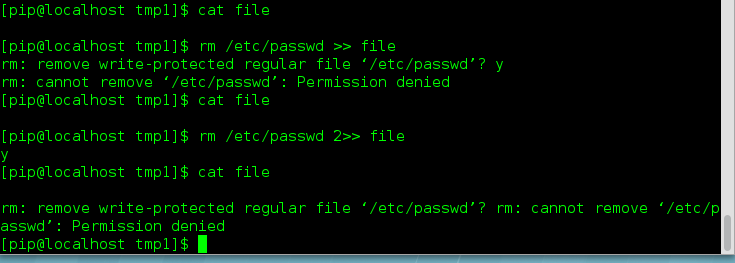 [pip@localhost tmp1]$ cat file
[pip@localhost tmp1]$ rm /etc/passwd >> file
rm: remove write-protected regular file ‘/etc/passwd’? y
rm: cannot remove ‘/etc/passwd’: Permission denied
[pip@localhost tmp1]$ cat file
[pip@localhost tmp1]$ rm /etc/passwd 2>> file
y
[pip@localhost tmp1]$ cat file
rm: remove write-protected regular file ‘/etc/passwd’? rm: cannot remove ‘/etc/p
asswd’: Permission denied
[pip@localhost tmp1]$